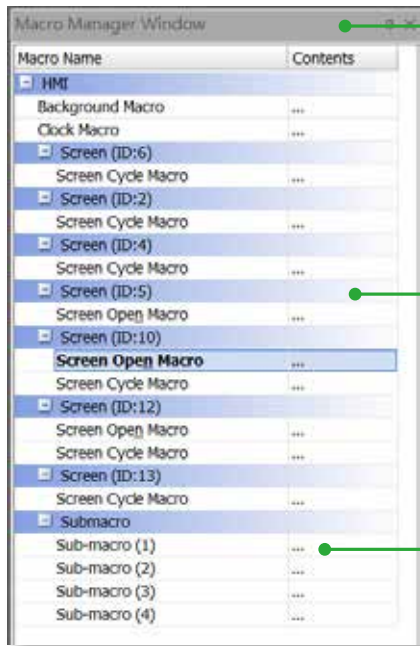 Macro Manager Window
Macro Name Contents
HMI
Background Macro ...
Clock Macro ...
Screen (ID:6)
Screen Cycle Macro ...
Screen (ID:2)
Screen Cycle Macro ...
Screen (ID:4)
Screen Cycle Macro ...
Screen (ID:5)
Screen Open Macro ...
Screen (ID:10)
Screen Open Macro ...
Screen Cycle Macro ...
Screen (ID:12)
Screen Open Macro ...
Screen Cycle Macro ...
Screen (ID:13)
Screen Cycle Macro ...
Submacro
Sub-macro (1) ...
Sub-macro (2) ...
Sub-macro (3) ...
Sub-macro (4) ...